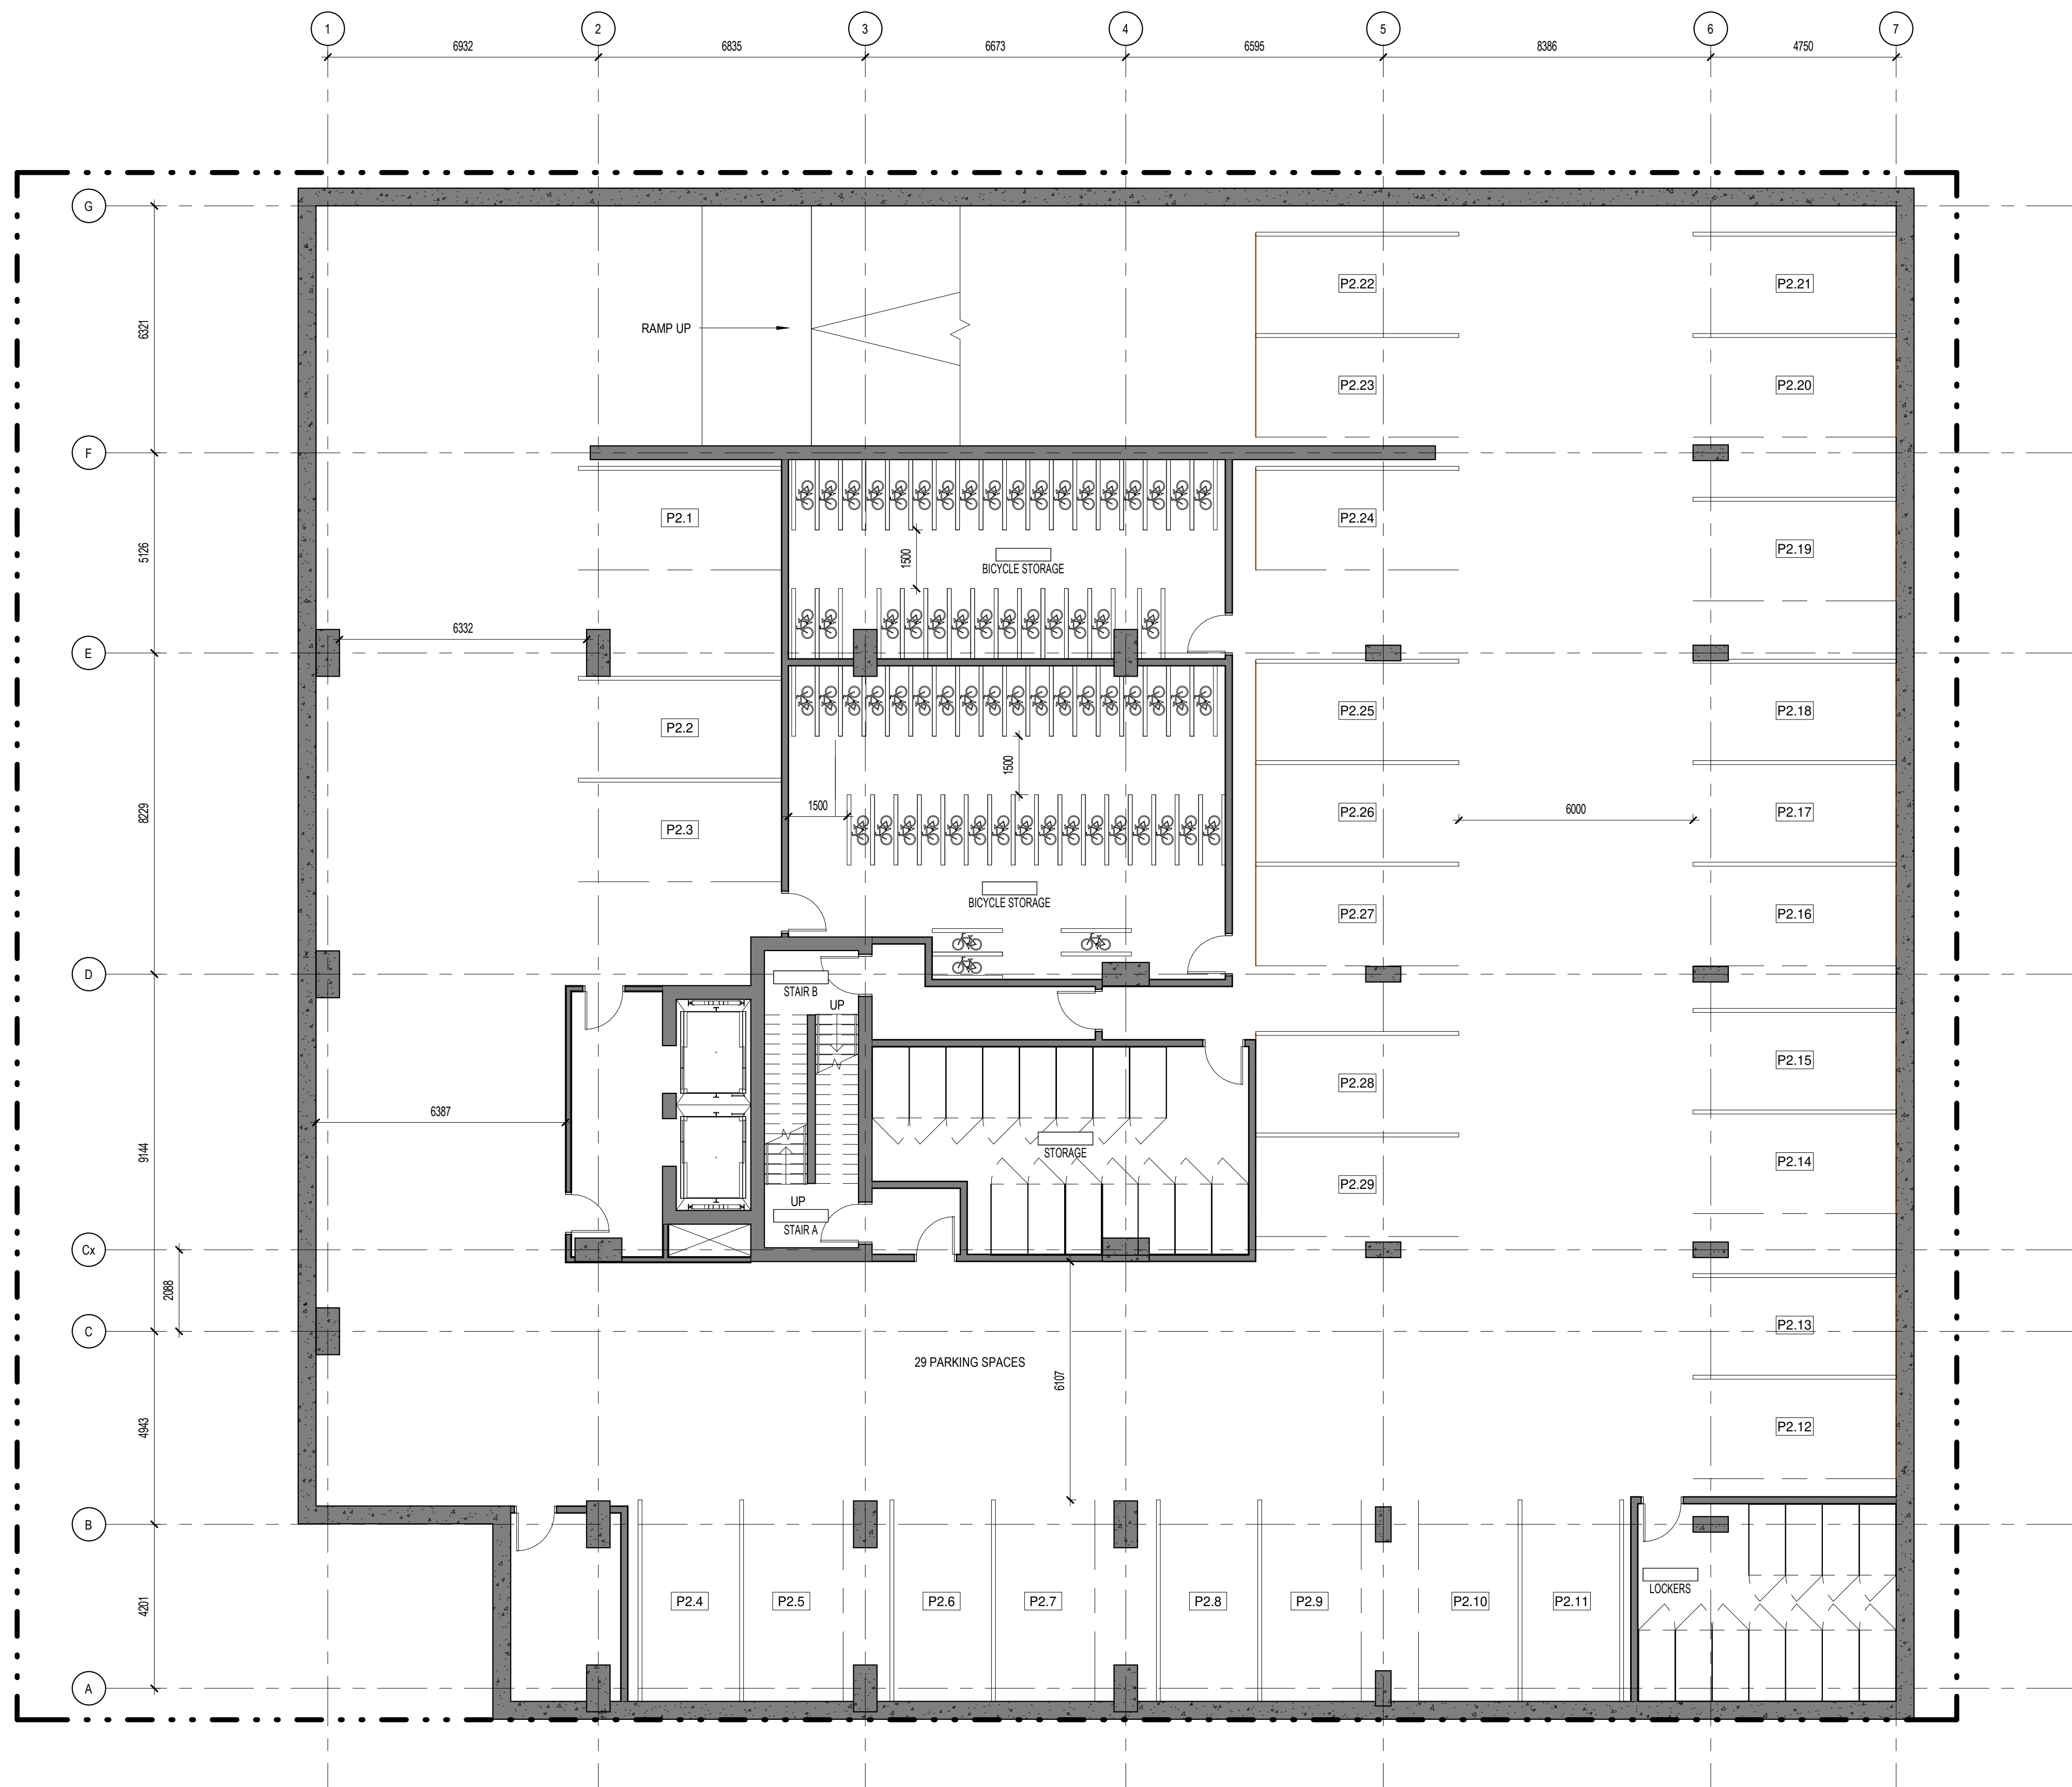 1 2 3 4 5 6 7
6932 6835 6673 6595 8386 4750
G
6321
P2.22 P2.21
RAMP UP
P2.23 P2.20
F
P2.1 P2.24
5126
1500
BICYCLE STORAGE
P2.19
6332
E
P2.2 P2.25 P2.18
1500
8229
1500
P2.3 P2.26 6000 P2.17
BICYCLE STORAGE
P2.27 P2.16
D
STAIR B
UP
P2.15
P2.28
6387
9144
STORAGE
P2.14
P2.29
UP
STAIR A
Cx
2088
C
P2.13
29 PARKING SPACES
6107
4943
P2.12
B
LOCKERS
4201
P2.4 P2.5 P2.6 P2.7 P2.8 P2.9 P2.10 P2.11
A